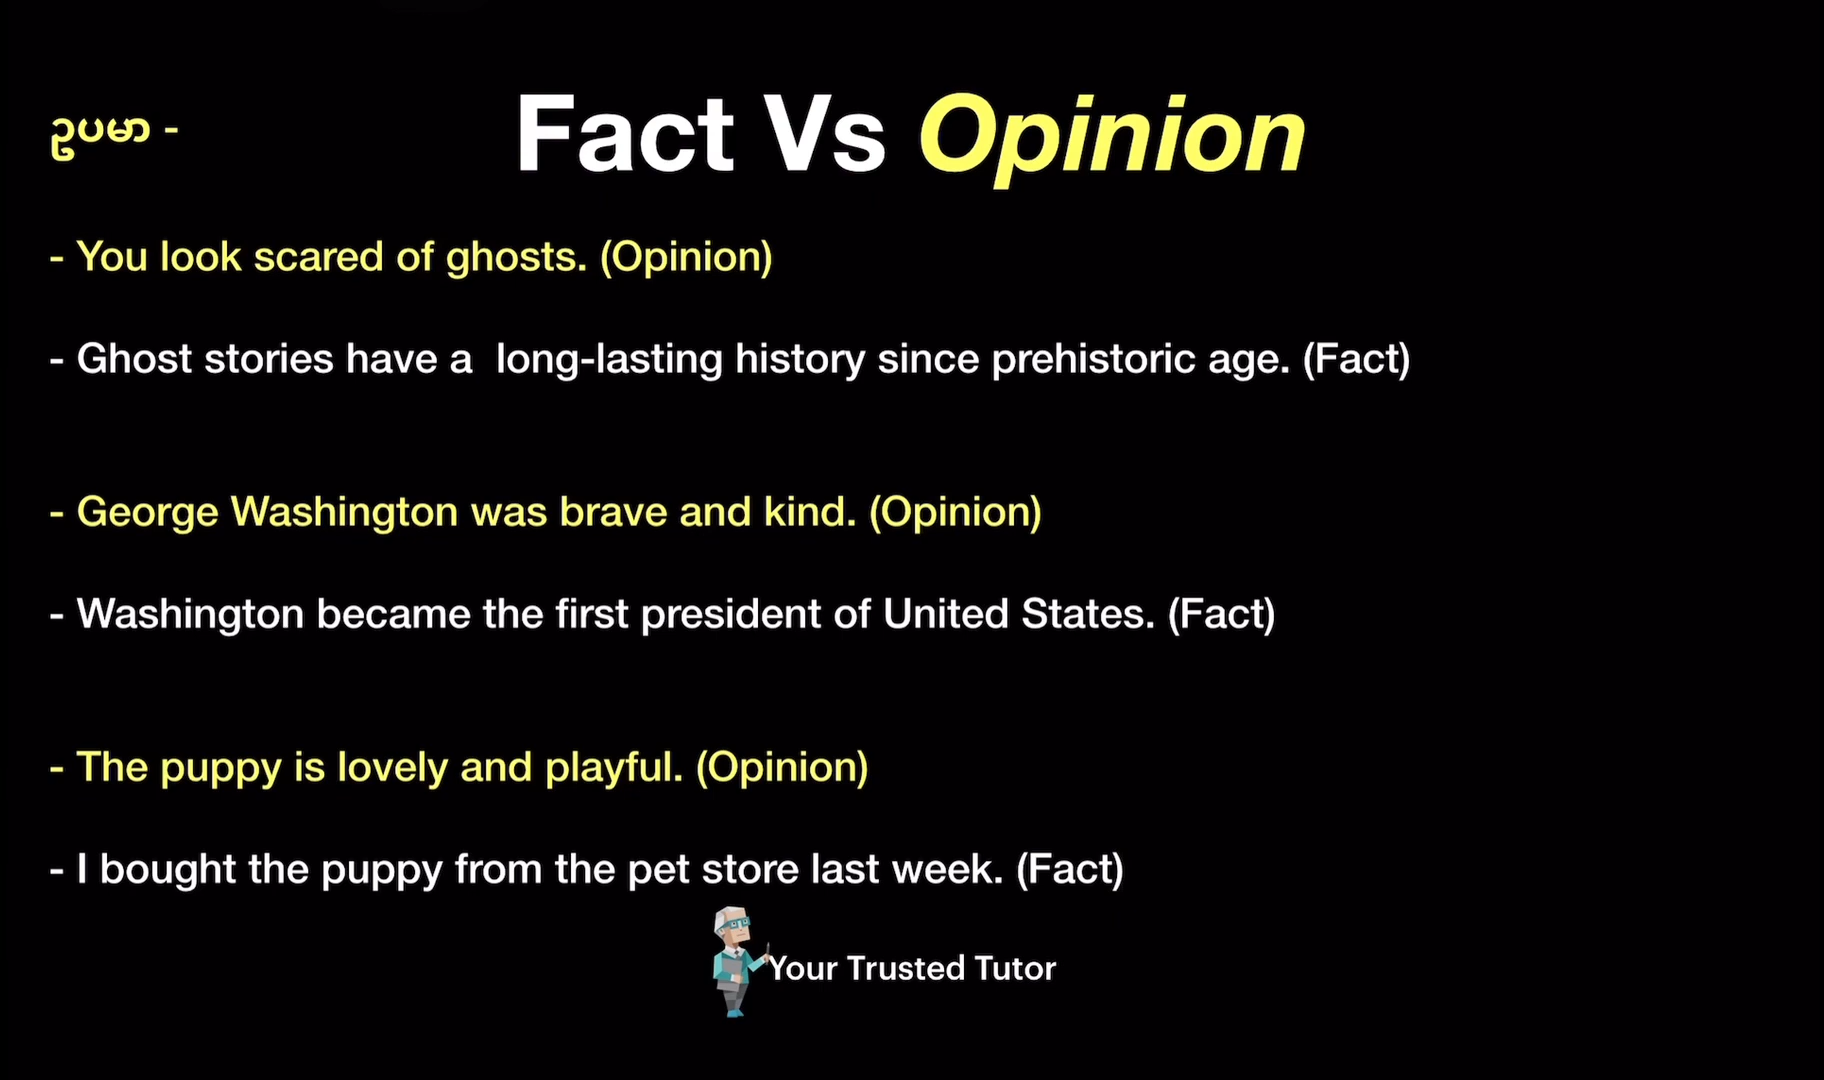 ဥပမာ -
Fact Vs Opinion
- You look scared of ghosts. (Opinion)
- Ghost stories have a  long-lasting history since prehistoric age. (Fact)
- George Washington was brave and kind. (Opinion)
- Washington became the first president of United States. (Fact)
- The puppy is lovely and playful. (Opinion)
- I bought the puppy from the pet store last week. (Fact)
Your Trusted Tutor